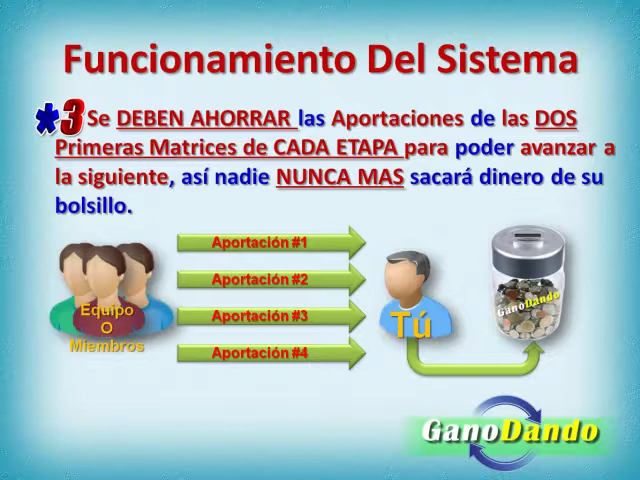 Funcionamiento Del Sistema
*3 Se DEBEN AHORRAR las Aportaciones de las DOS
Primeras Matrices de CADA ETAPA para poder avanzar a
la siguiente, así nadie NUNCA MAS sacará dinero de su
bolsillo.
Aportación #1
Aportación #2
Aportación #3
Aportación #4
Equipo
O
Miembros
Tú
GanoDando
GanoDando